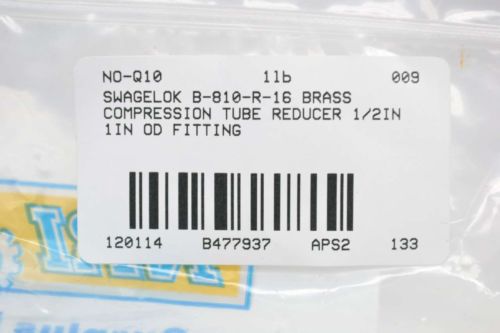 NO-Q10 1lb 009
SWAGELOK B-810-R-16 BRASS
COMPRESSION TUBE REDUCER 1/2IN
1IN OD FITTING
120114 B477937 APS2 133